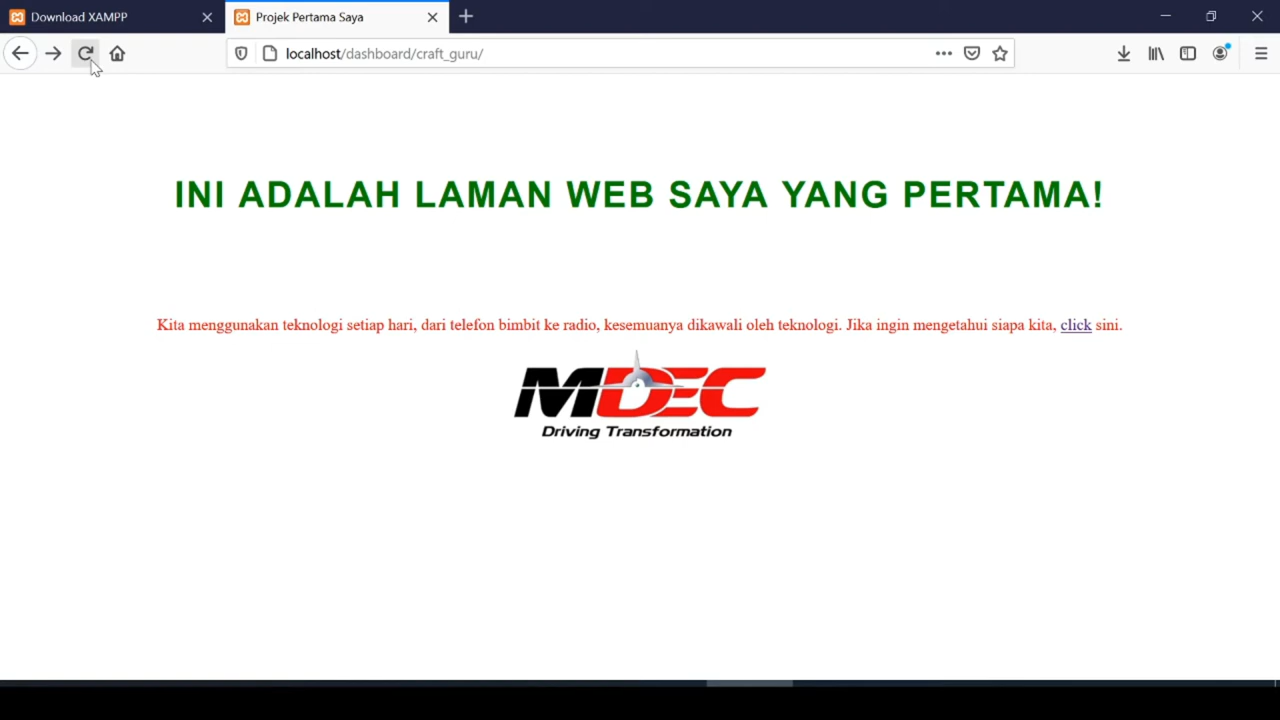 Download XAMPP
Projek Pertama Saya
localhost/dashboard/craft_guru/
INI ADALAH LAMAN WEB SAYA YANG PERTAMA!
Kita menggunakan teknologi setiap hari, dari telefon bimbit ke radio, kesemuanya dikawali oleh teknologi. Jika ingin mengetahui siapa kita, click sini.
MDEC
Driving Transformation